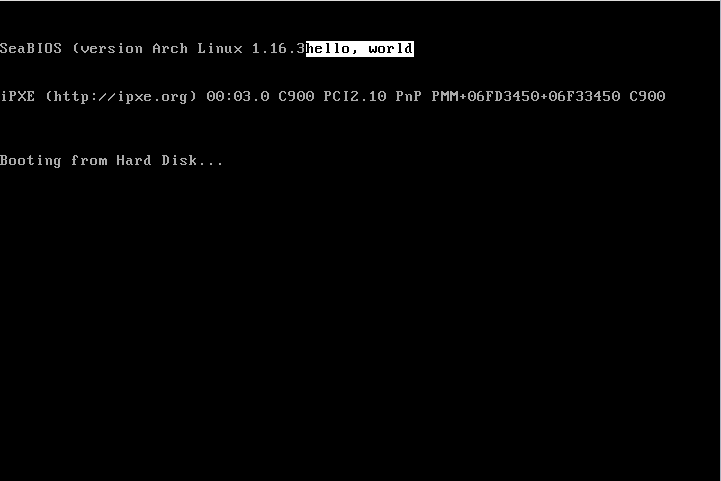 SeaBIOS (version Arch Linux 1.16.3hello, world
iPXE (http://ipxe.org) 00:03.0 C900 PCI2.10 PnP PMM+06FD3450+06F33450 C900
Booting from Hard Disk...